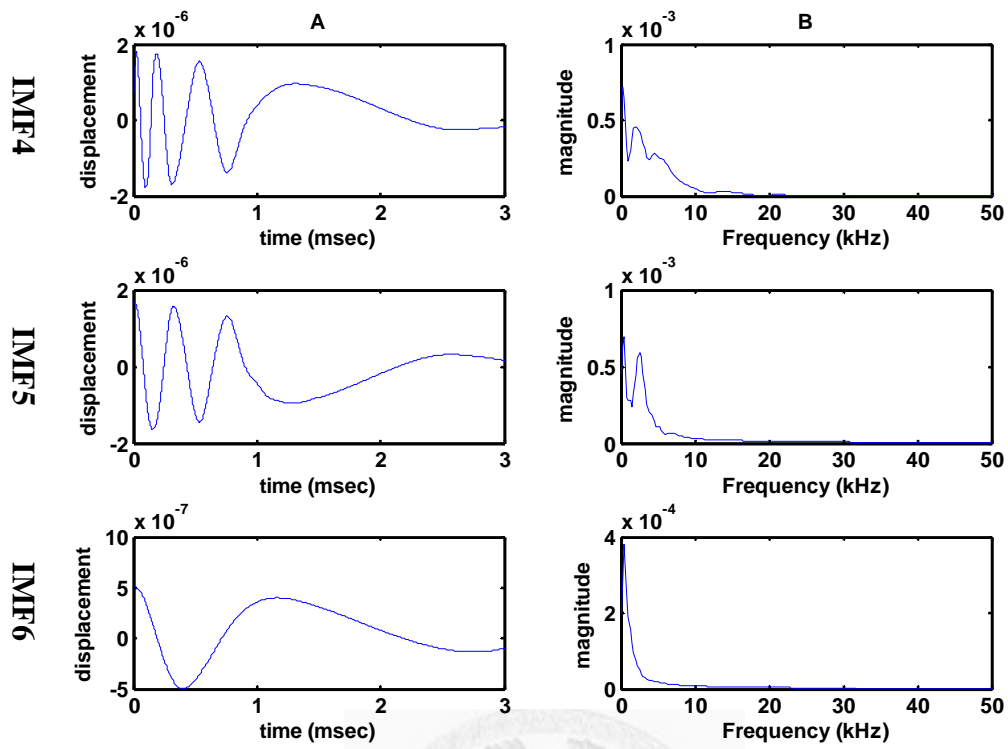 A
B
IMF4
x 10^-6
displacement
2
0
-2
0 1 2 3
time (msec)
x 10^-3
magnitude
1
0.5
0
0 10 20 30 40 50
Frequency (kHz)
IMF5
x 10^-6
displacement
2
0
-2
0 1 2 3
time (msec)
x 10^-3
magnitude
1
0.5
0
0 10 20 30 40 50
Frequency (kHz)
IMF6
x 10^-7
displacement
10
5
0
-5
0 1 2 3
time (msec)
x 10^-4
magnitude
4
2
0
0 10 20 30 40 50
Frequency (kHz)